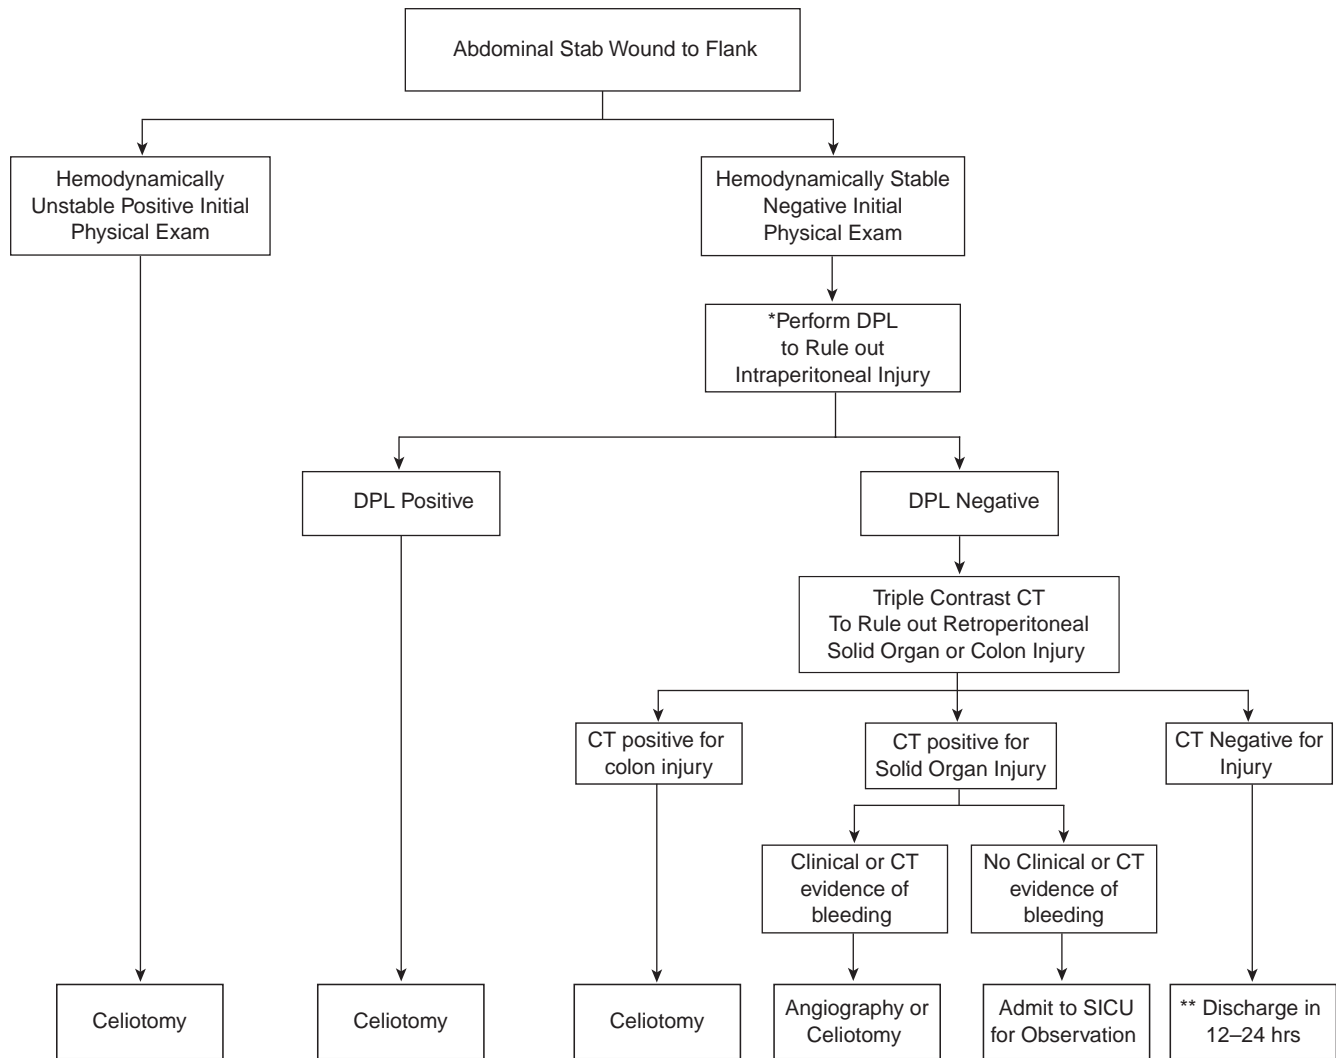 Abdominal Stab Wound to Flank
Hemodynamically
Unstable Positive Initial
Physical Exam
Hemodynamically Stable
Negative Initial
Physical Exam
*Perform DPL
to Rule out
Intraperitoneal Injury
DPL Positive
DPL Negative
Triple Contrast CT
To Rule out Retroperitoneal
Solid Organ or Colon Injury
CT positive for
colon injury
CT positive for
Solid Organ Injury
CT Negative for
Injury
Clinical or CT
evidence of
bleeding
No Clinical or CT
evidence of
bleeding
Celiotomy
Celiotomy
Celiotomy
Angiography or
Celiotomy
Admit to SICU
for Observation
** Discharge in
12–24 hrs